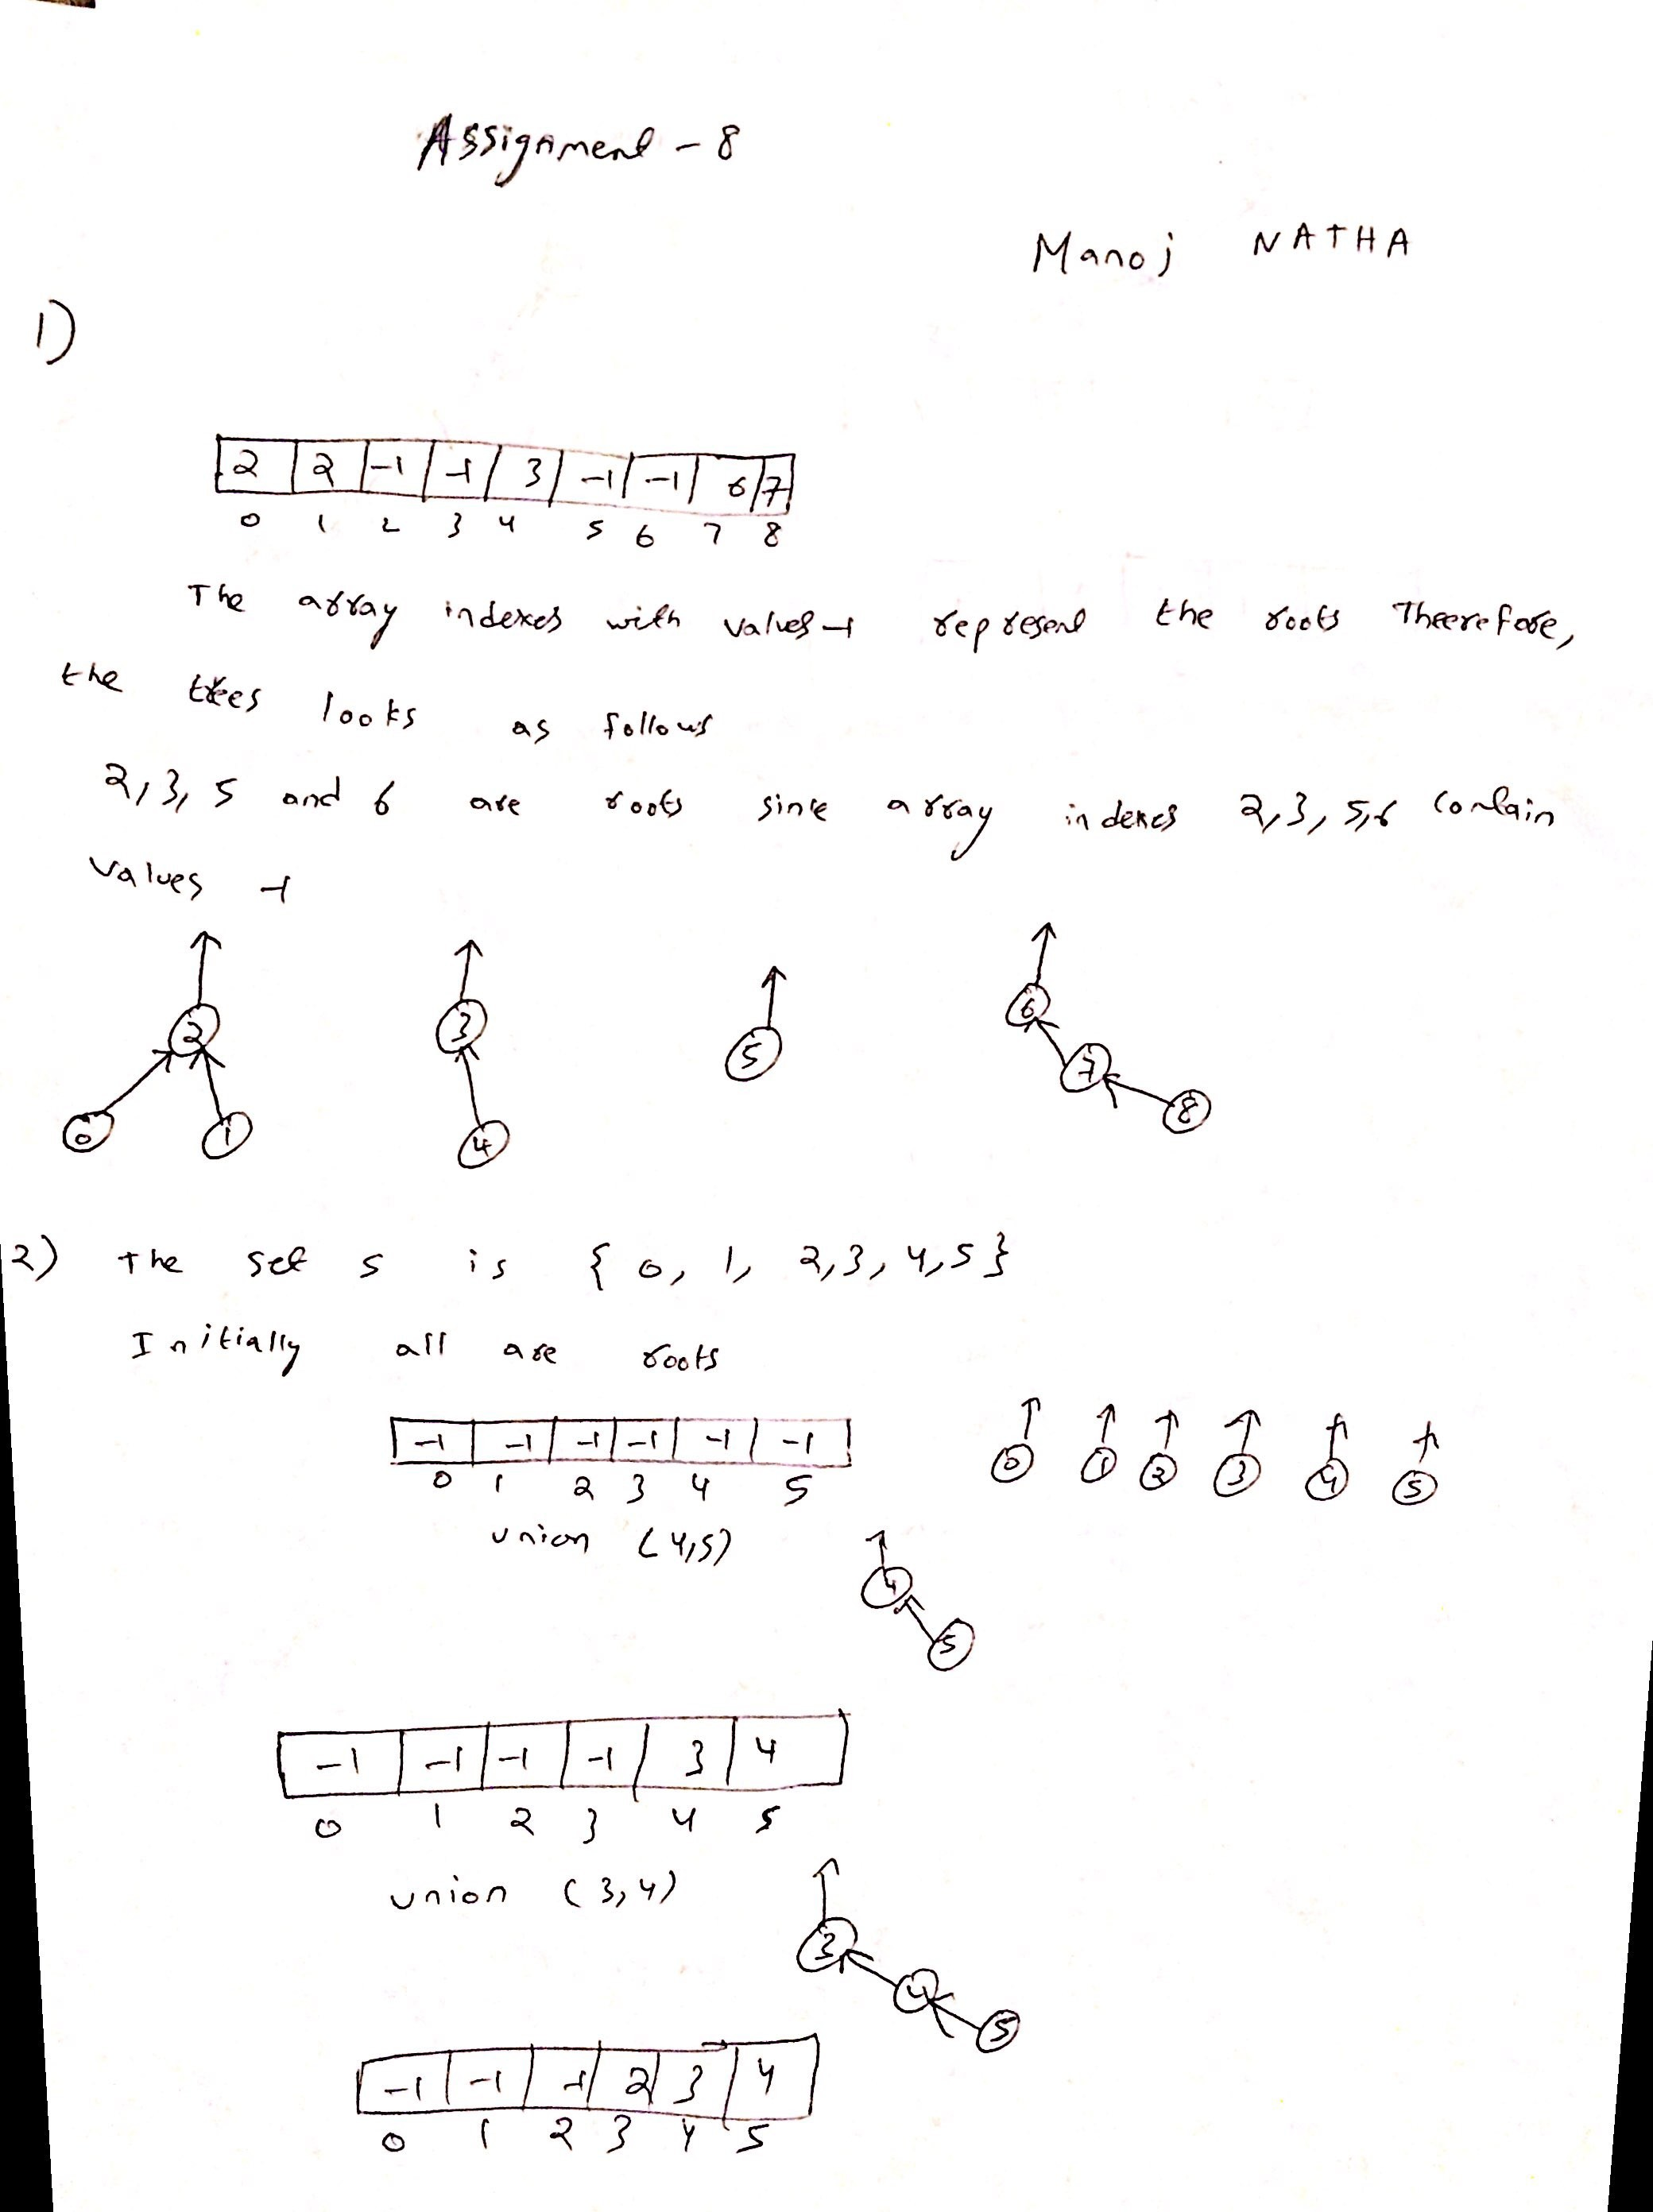 Assignment - 8
Manoj NATHA
1)
2 2 -1 -1 3 -1 -1 6 7
0 1 2 3 4 5 6 7 8
The array indexes with values -1 represent the roots Theerefore,
the trees looks as follows
2,3,5 and 6 are roots since array indexes 2,3,5,6 contain
values -1
2 3 5 6
7
0 1 4 8
2) The set s is { 0, 1, 2,3, 4,5 }
Initially all are roots
-1 -1 -1 -1 -1 -1
0 1 2 3 4 5
0 1 2 3 4 5
union (4,5)
4
5
-1 -1 -1 -1 3 4
0 1 2 3 4 5
union (3,4)
3
4
5
-1 -1 -1 2 3 4
0 1 2 3 4 5